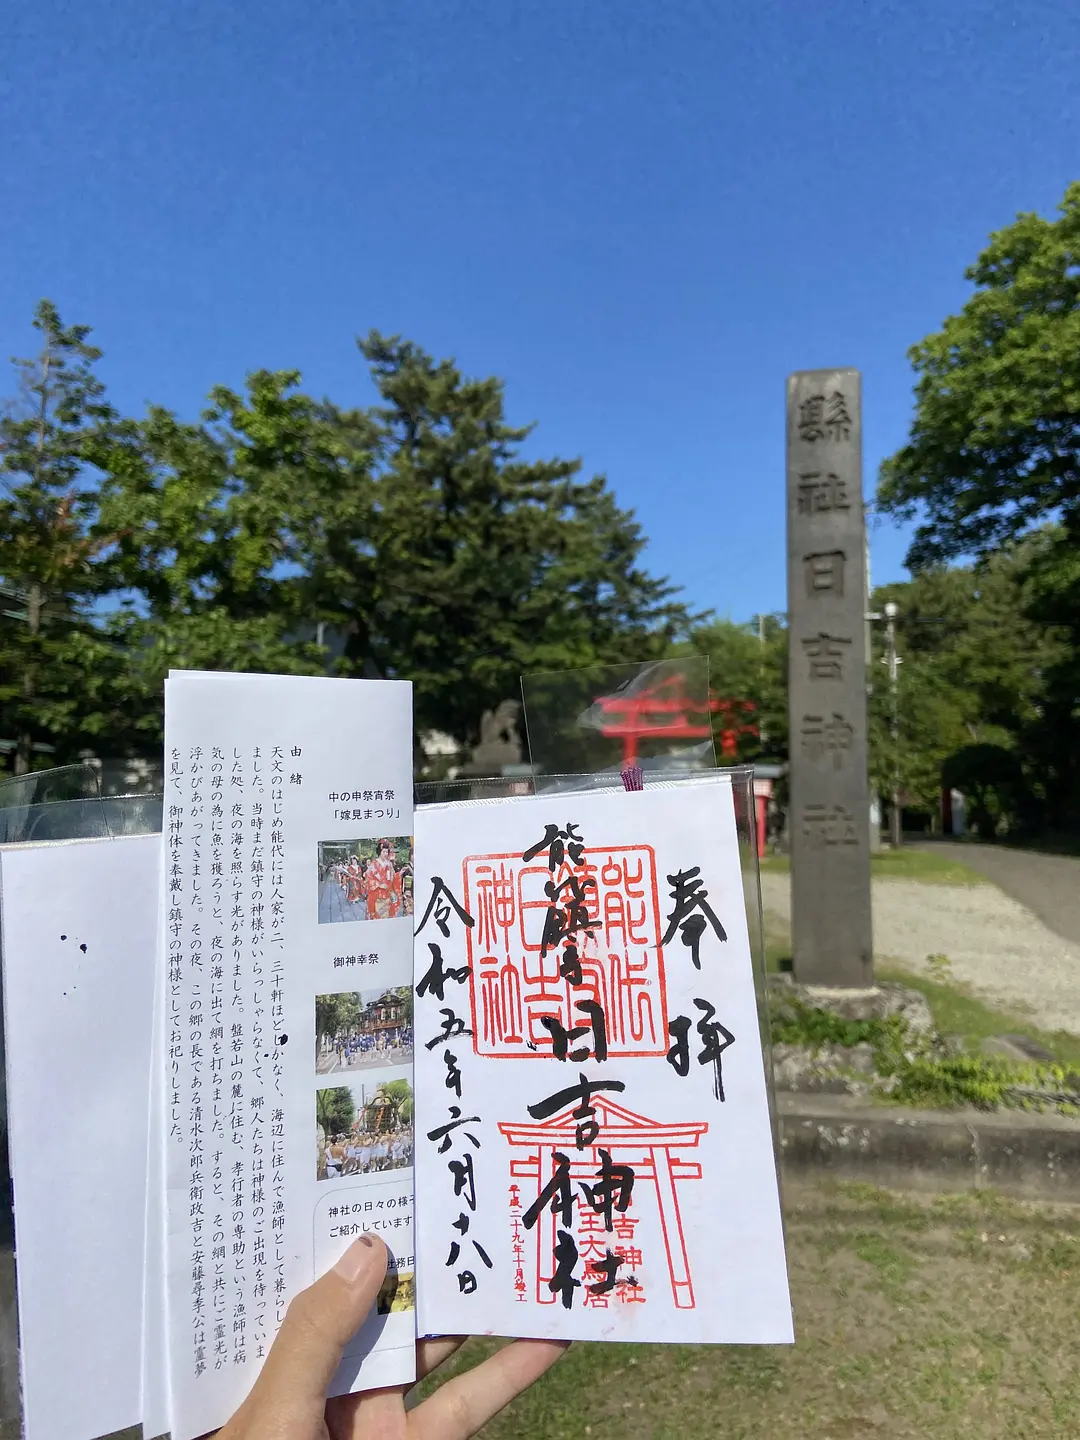 縣社日吉神社
由緒
天文のはじめ能代には人家が二、三十軒ほどしかなく、海辺に住んで漁師として暮らし
ました。当時まだ鎮守の神様がいらっしゃらなくて、郷人たちは神様のご出現を待っていま
した処、夜の海を照らす光がありました。盤若山の麓に住む、孝行者の専助という漁師は病
気の母の為に魚を獲ろうと、夜の海に出て網を打ちました。すると、その網と共にご霊光が
浮かびあがってきました。その夜、この郷の長である清水次郎兵衛政吉と安藤尋季公は霊夢
を見て、御神体を奉戴し鎮守の神様としてお祀りしました。
中の申祭宵祭
「嫁見まつり」
御神幸祭
神社の日々の様子
ご紹介しています
社務日
奉拝
能代鎮守日吉神社
令和五年六月十八日
能代
鎮守
日吉
神社
日吉神社
山王大鳥居
平成二十九年十月竣工